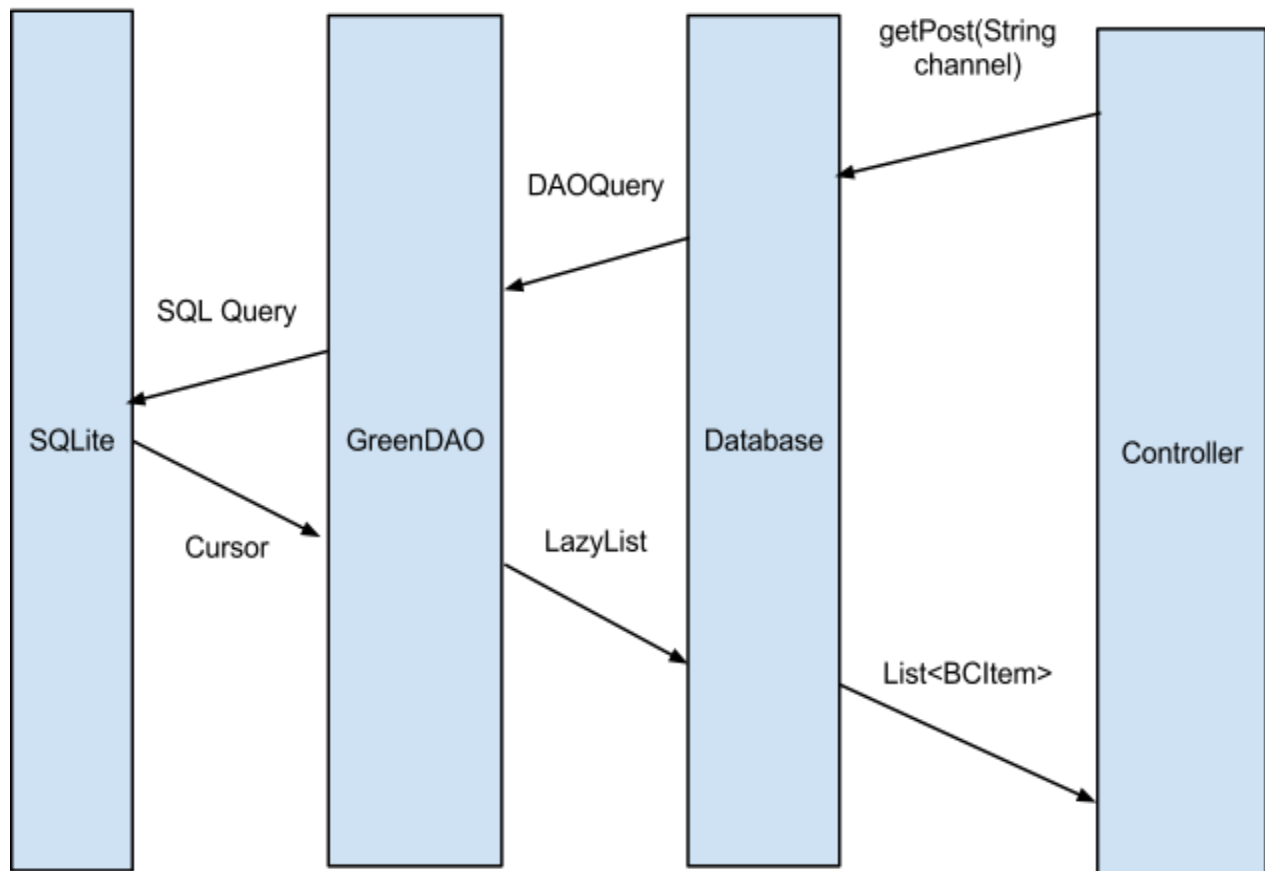 getPost(String
channel)
DAOQuery
SQL Query
SQLite
GreenDAO
Database
Controller
Cursor
LazyList
List<BCItem>